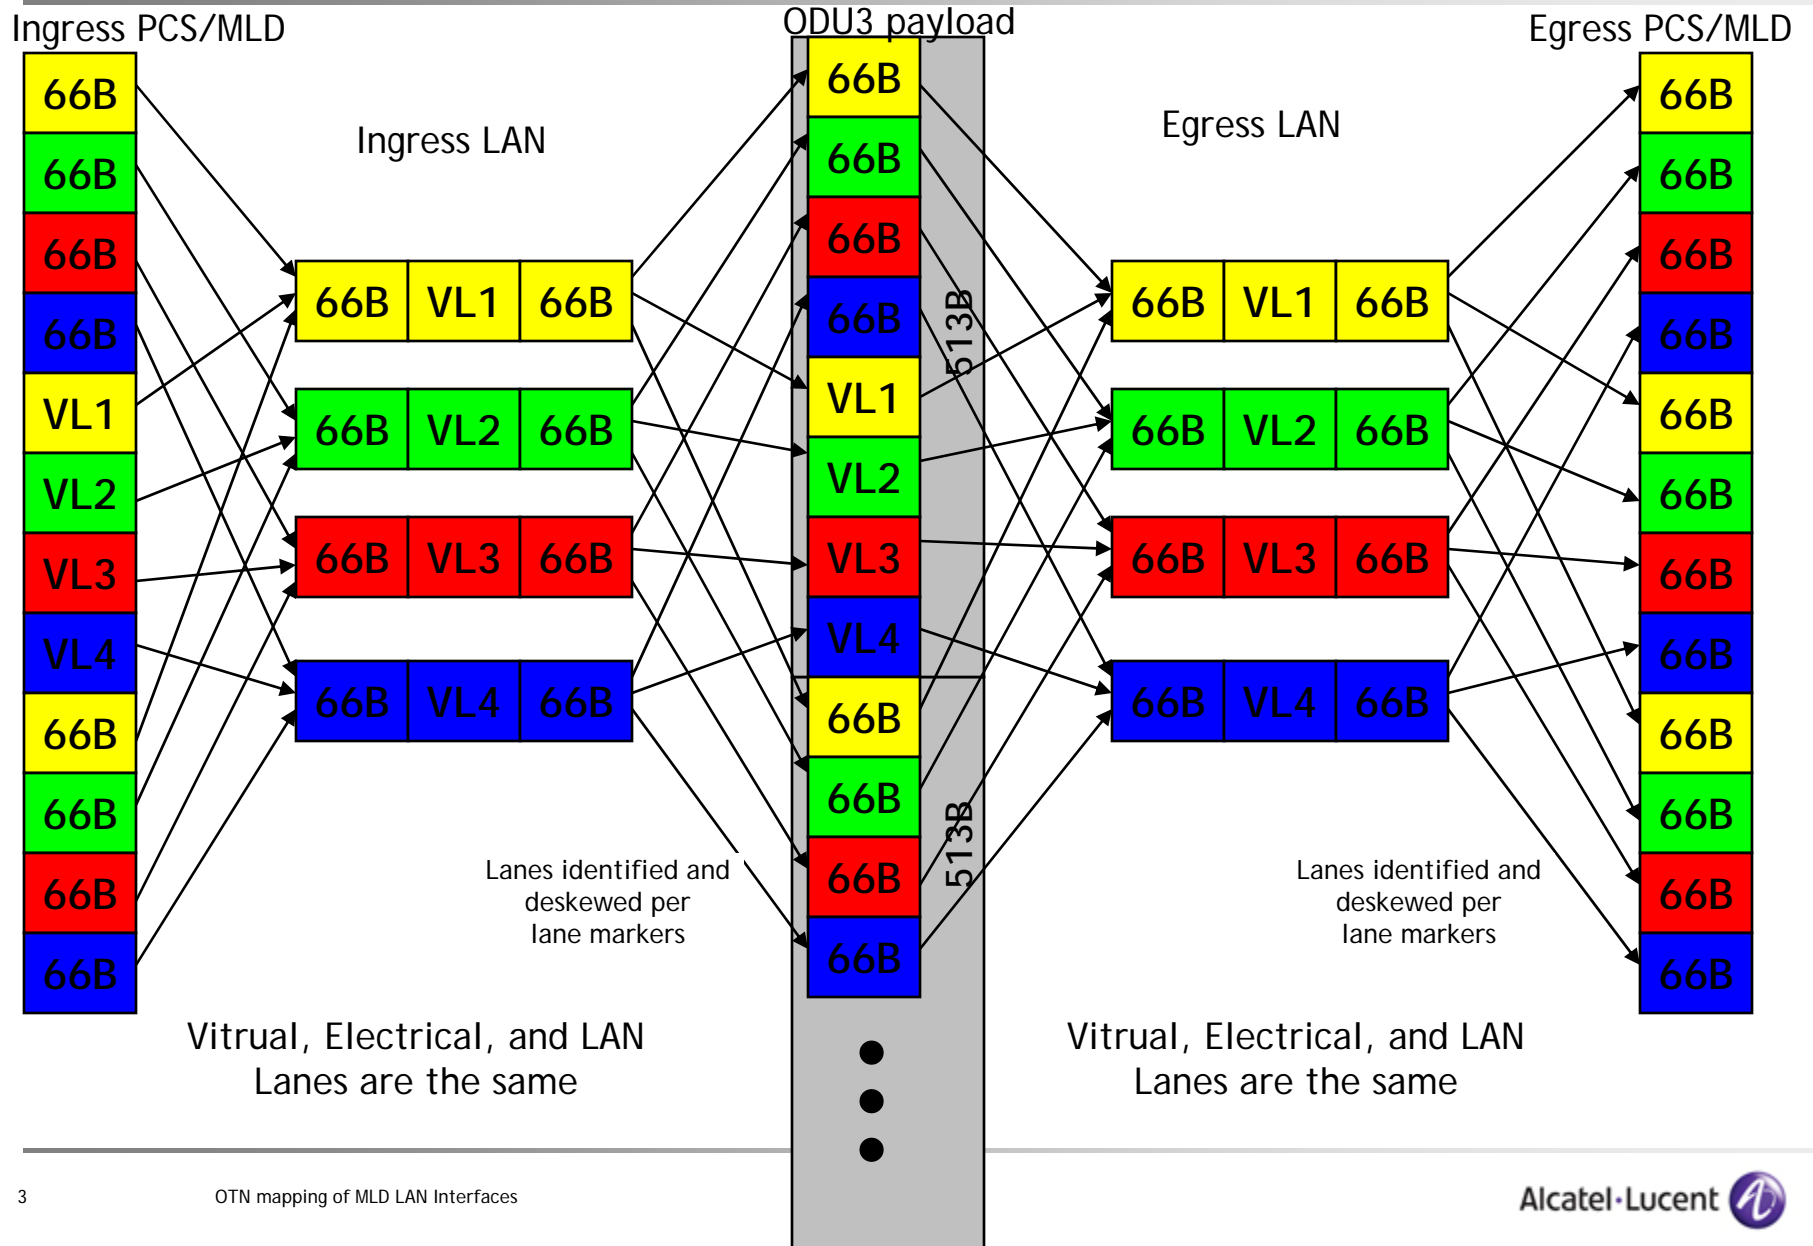 Ingress PCS/MLD
ODU3 payload
Egress PCS/MLD
66B
66B
66B
66B
VL1
VL2
VL3
VL4
66B
66B
66B
66B
Ingress LAN
66B VL1 66B
66B VL2 66B
66B VL3 66B
66B VL4 66B
Lanes identified and
deskewed per
lane markers
Vitrual, Electrical, and LAN
Lanes are the same
66B
66B
66B
66B
VL1
VL2
VL3
VL4
66B
66B
66B
66B
513B
513B
Egress LAN
66B VL1 66B
66B VL2 66B
66B VL3 66B
66B VL4 66B
Lanes identified and
deskewed per
lane markers
Vitrual, Electrical, and LAN
Lanes are the same
66B
66B
66B
66B
66B
66B
66B
66B
66B
66B
66B
66B
3
OTN mapping of MLD LAN Interfaces
Alcatel·Lucent